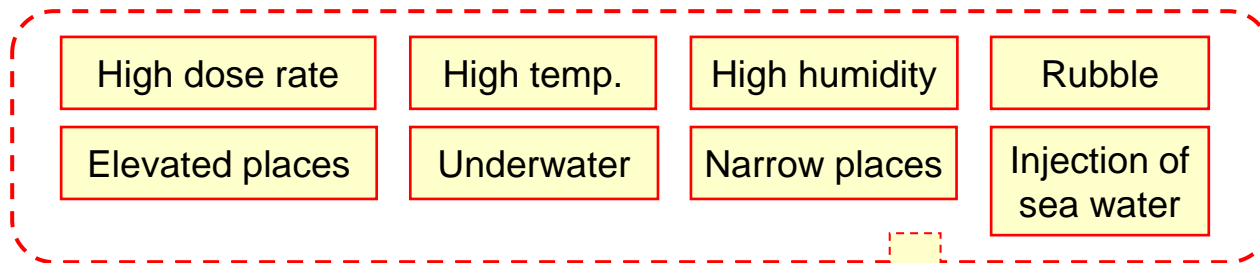 High dose rate
High temp.
High humidity
Rubble
Elevated places
Underwater
Narrow places
Injection of
sea water